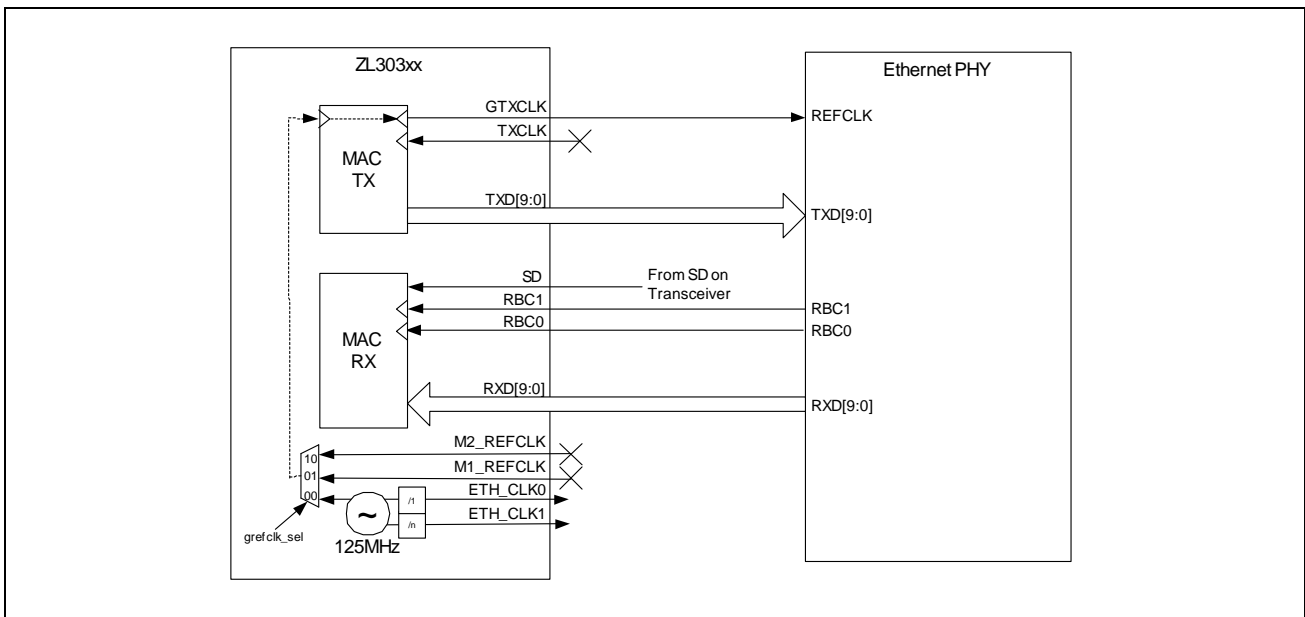 ZL303xx
Ethernet PHY
GTXCLK
REFCLK
TXCLK
MAC
TX
TXD[9:0]
TXD[9:0]
SD
From SD on
Transceiver
RBC1
RBC1
RBC0
RBC0
MAC
RX
RXD[9:0]
RXD[9:0]
M2_REFCLK
10
M1_REFCLK
01
ETH_CLK0
00
/1
~
ETH_CLK1
/n
grefclk_sel
125MHz